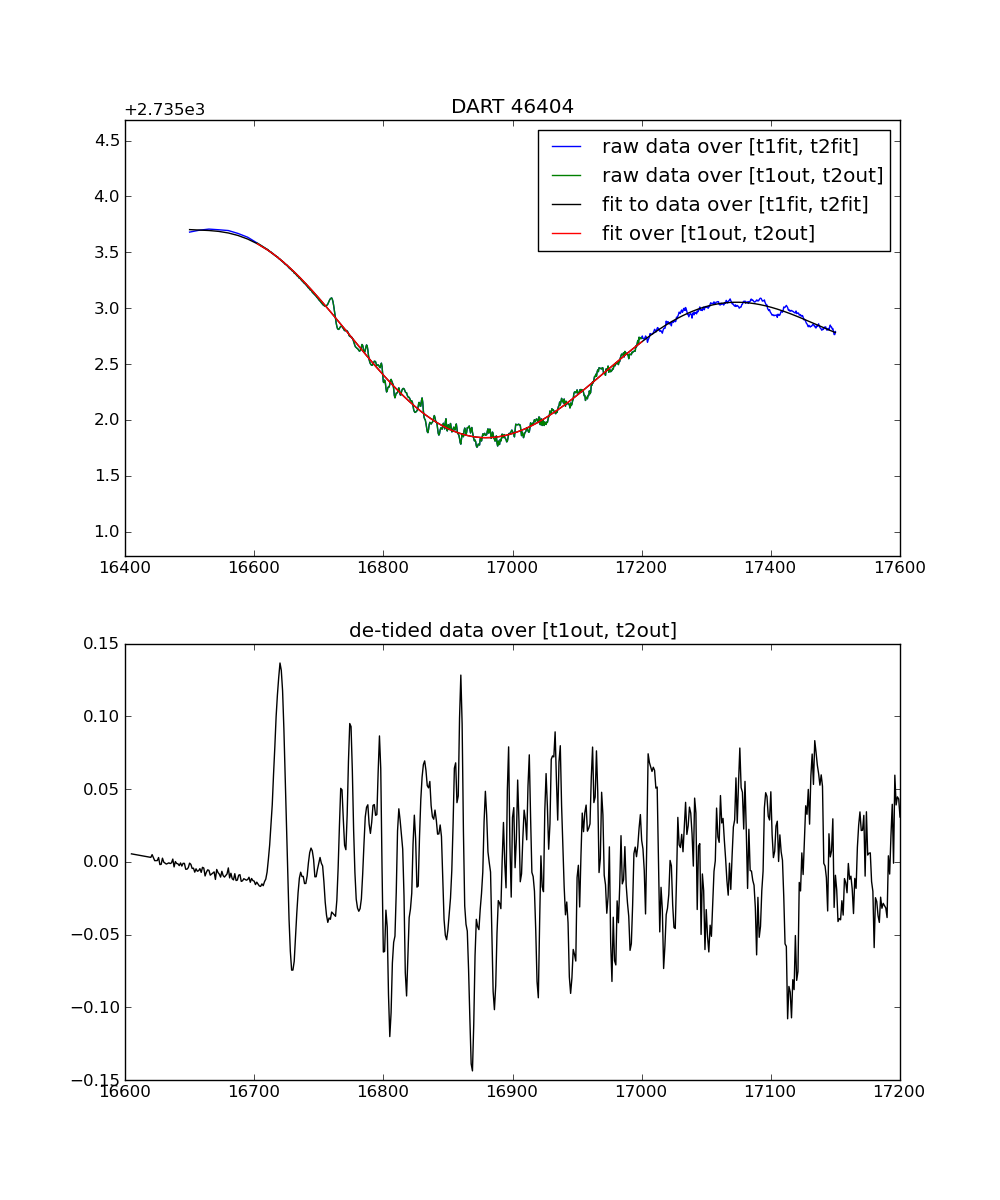 DART 46404
+2.735e3
4.5
4.0
3.5
3.0
2.5
2.0
1.5
1.0
raw data over [t1fit, t2fit]
raw data over [t1out, t2out]
fit to data over [t1fit, t2fit]
fit over [t1out, t2out]
16400 16600 16800 17000 17200 17400 17600
de-tided data over [t1out, t2out]
0.15
0.10
0.05
0.00
−0.05
−0.10
−0.15
16600 16700 16800 16900 17000 17100 17200